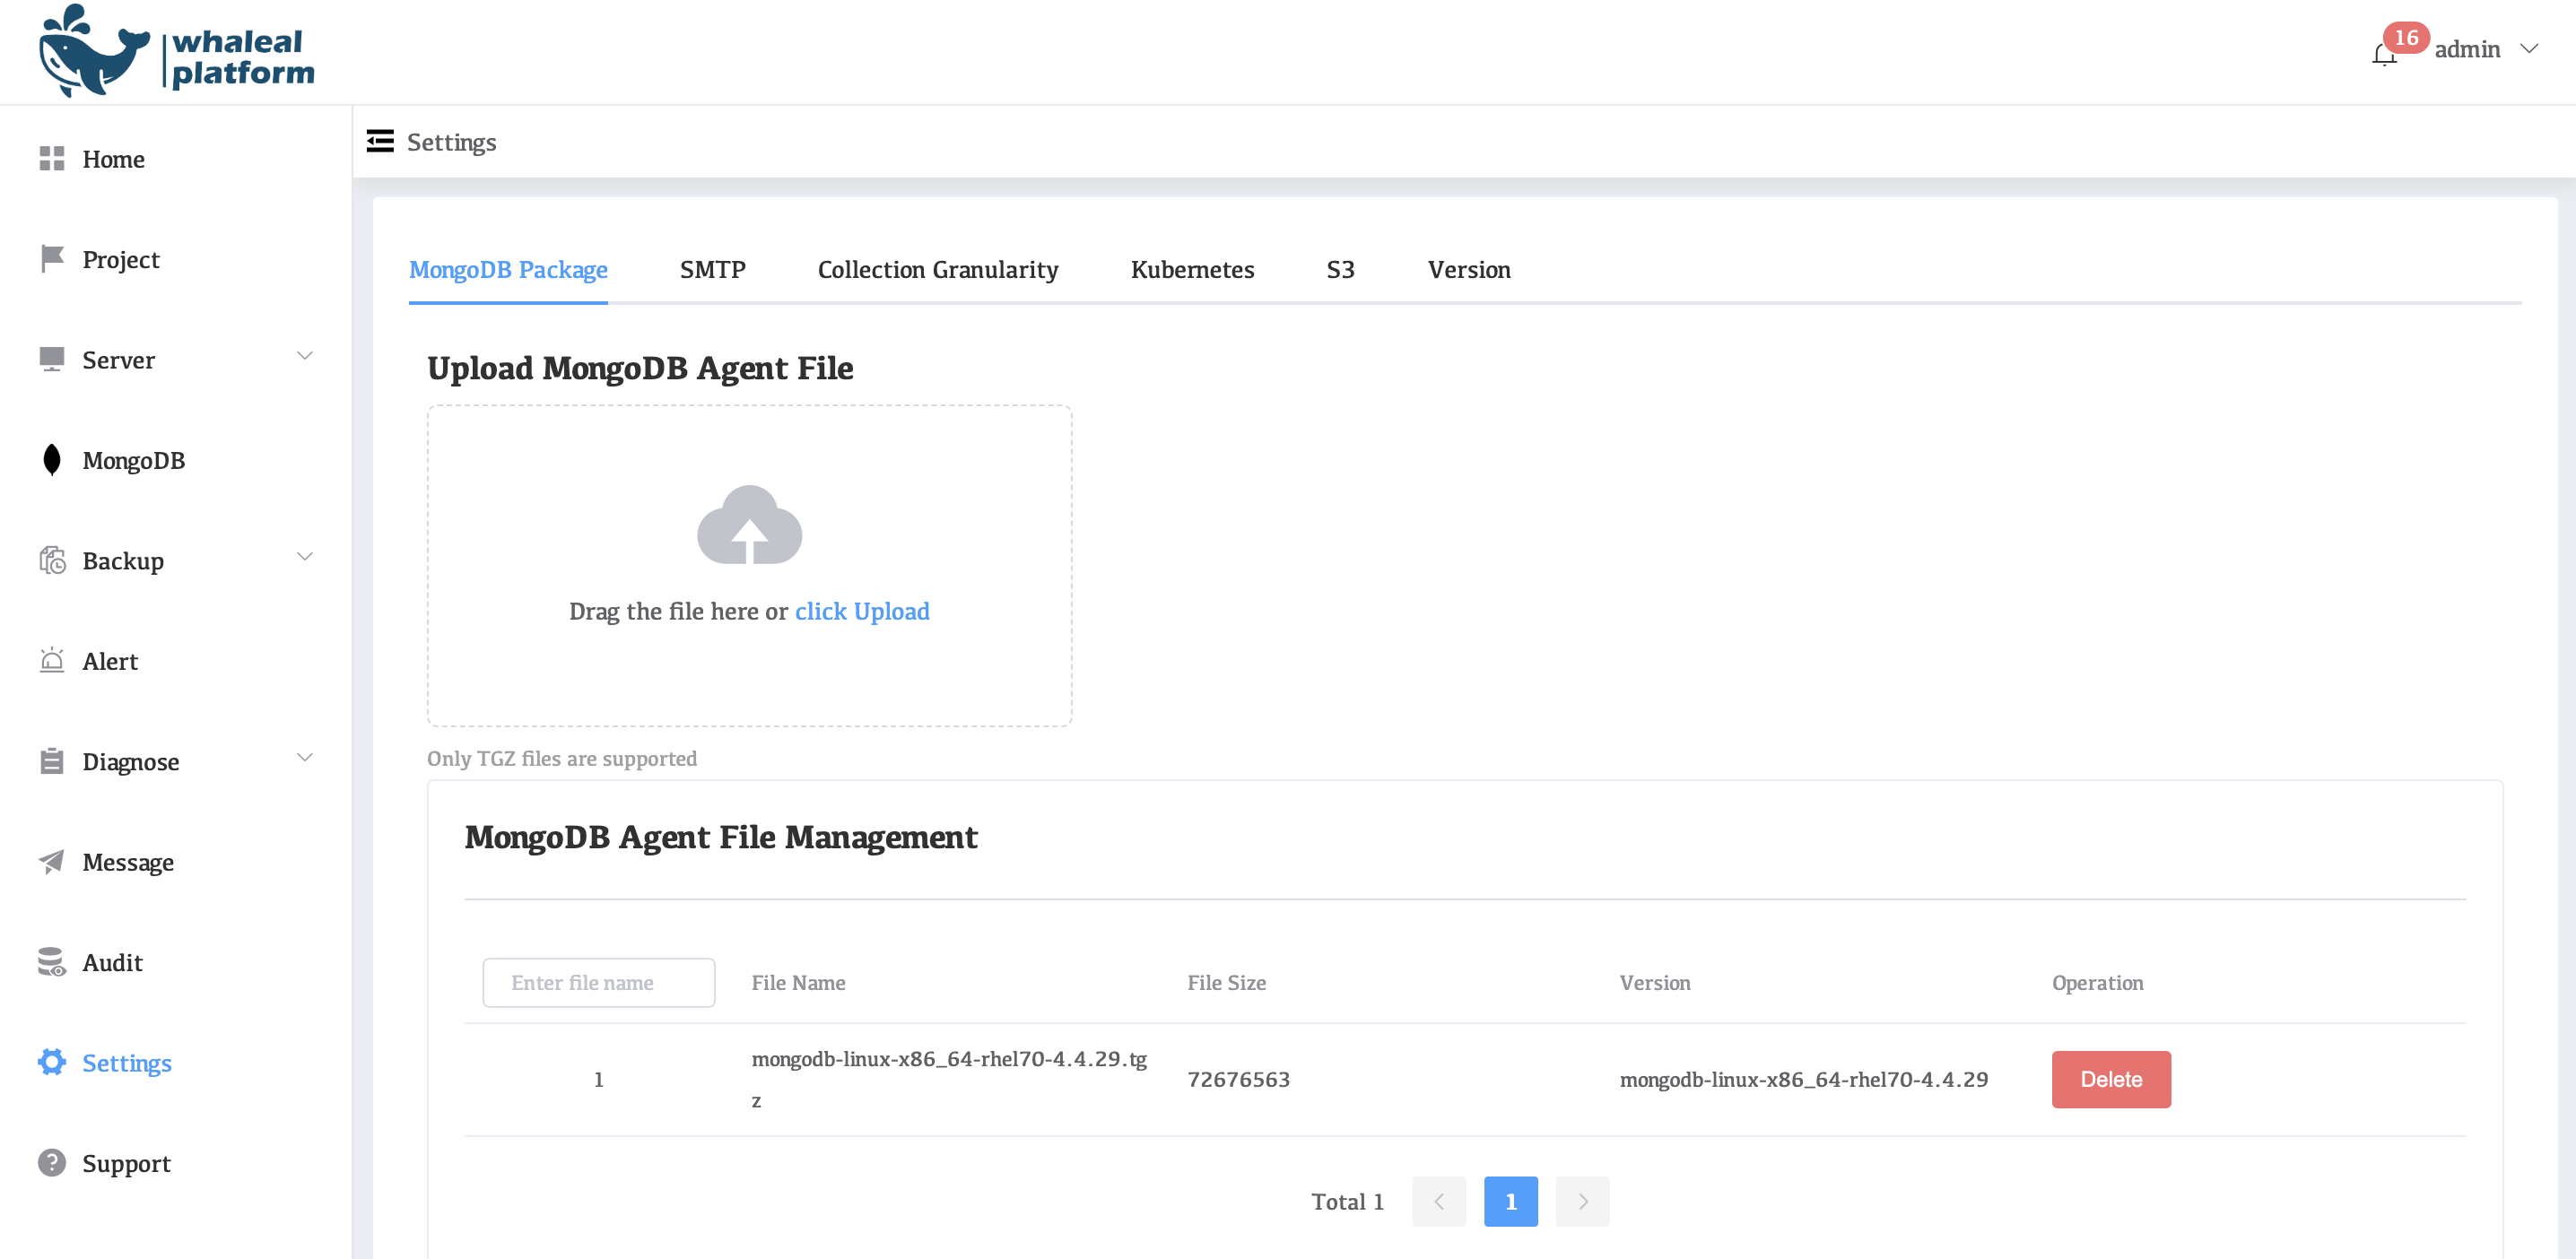 whaleal
platform
16
admin
Home
Project
Server
MongoDB
Backup
Alert
Diagnose
Message
Audit
Settings
Support
Settings
MongoDB Package SMTP Collection Granularity Kubernetes S3 Version
Upload MongoDB Agent File
Drag the file here or click Upload
Only TGZ files are supported
MongoDB Agent File Management
Enter file name File Name File Size Version Operation
1 mongodb-linux-x86_64-rhel70-4.4.29.tg 72676563 mongodb-linux-x86_64-rhel70-4.4.29 Delete
z
Total 1 1